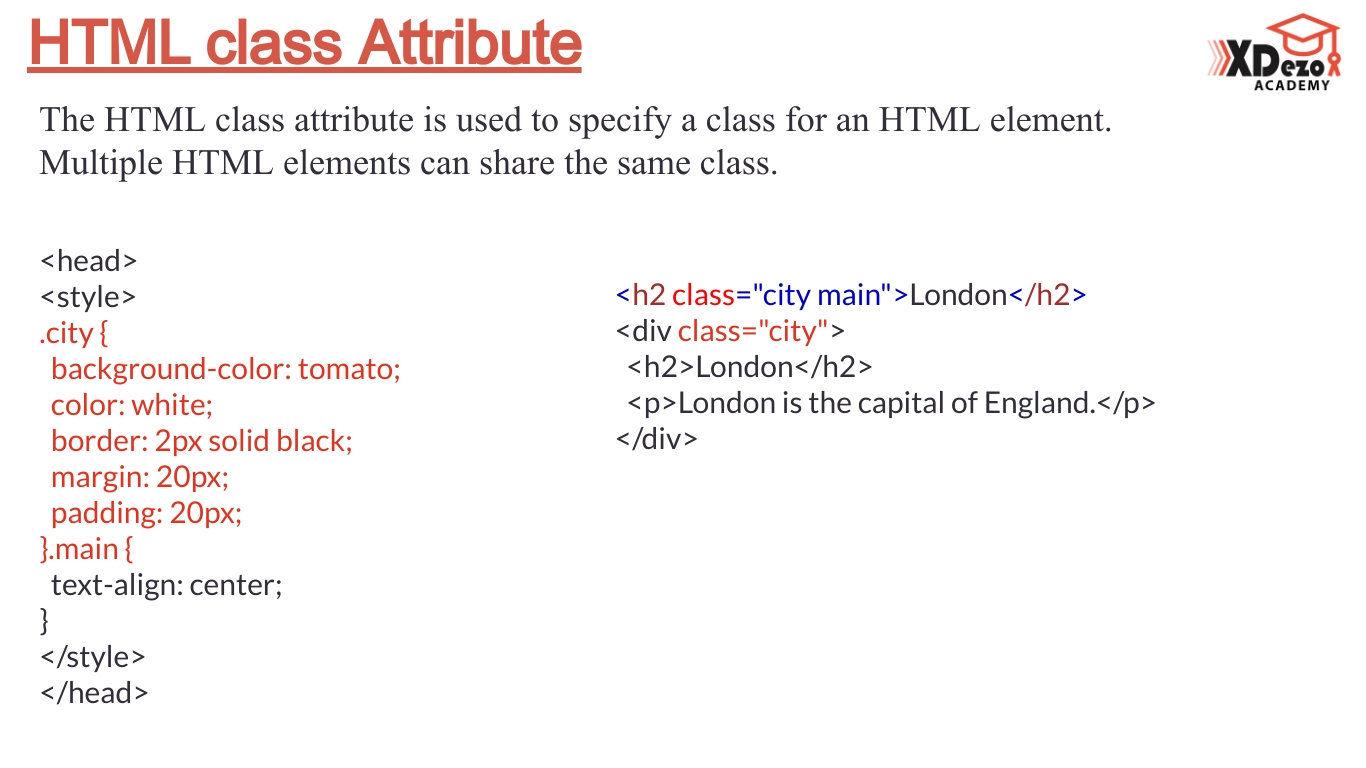 HTML class Attribute
XDezo
ACADEMY
The HTML class attribute is used to specify a class for an HTML element.
Multiple HTML elements can share the same class.
<head>
<style>
.city {
  background-color: tomato;
  color: white;
  border: 2px solid black;
  margin: 20px;
  padding: 20px;
}.main {
  text-align: center;
}
</style>
</head>
<h2 class="city main">London</h2>
<div class="city">
  <h2>London</h2>
  <p>London is the capital of England.</p>
</div>